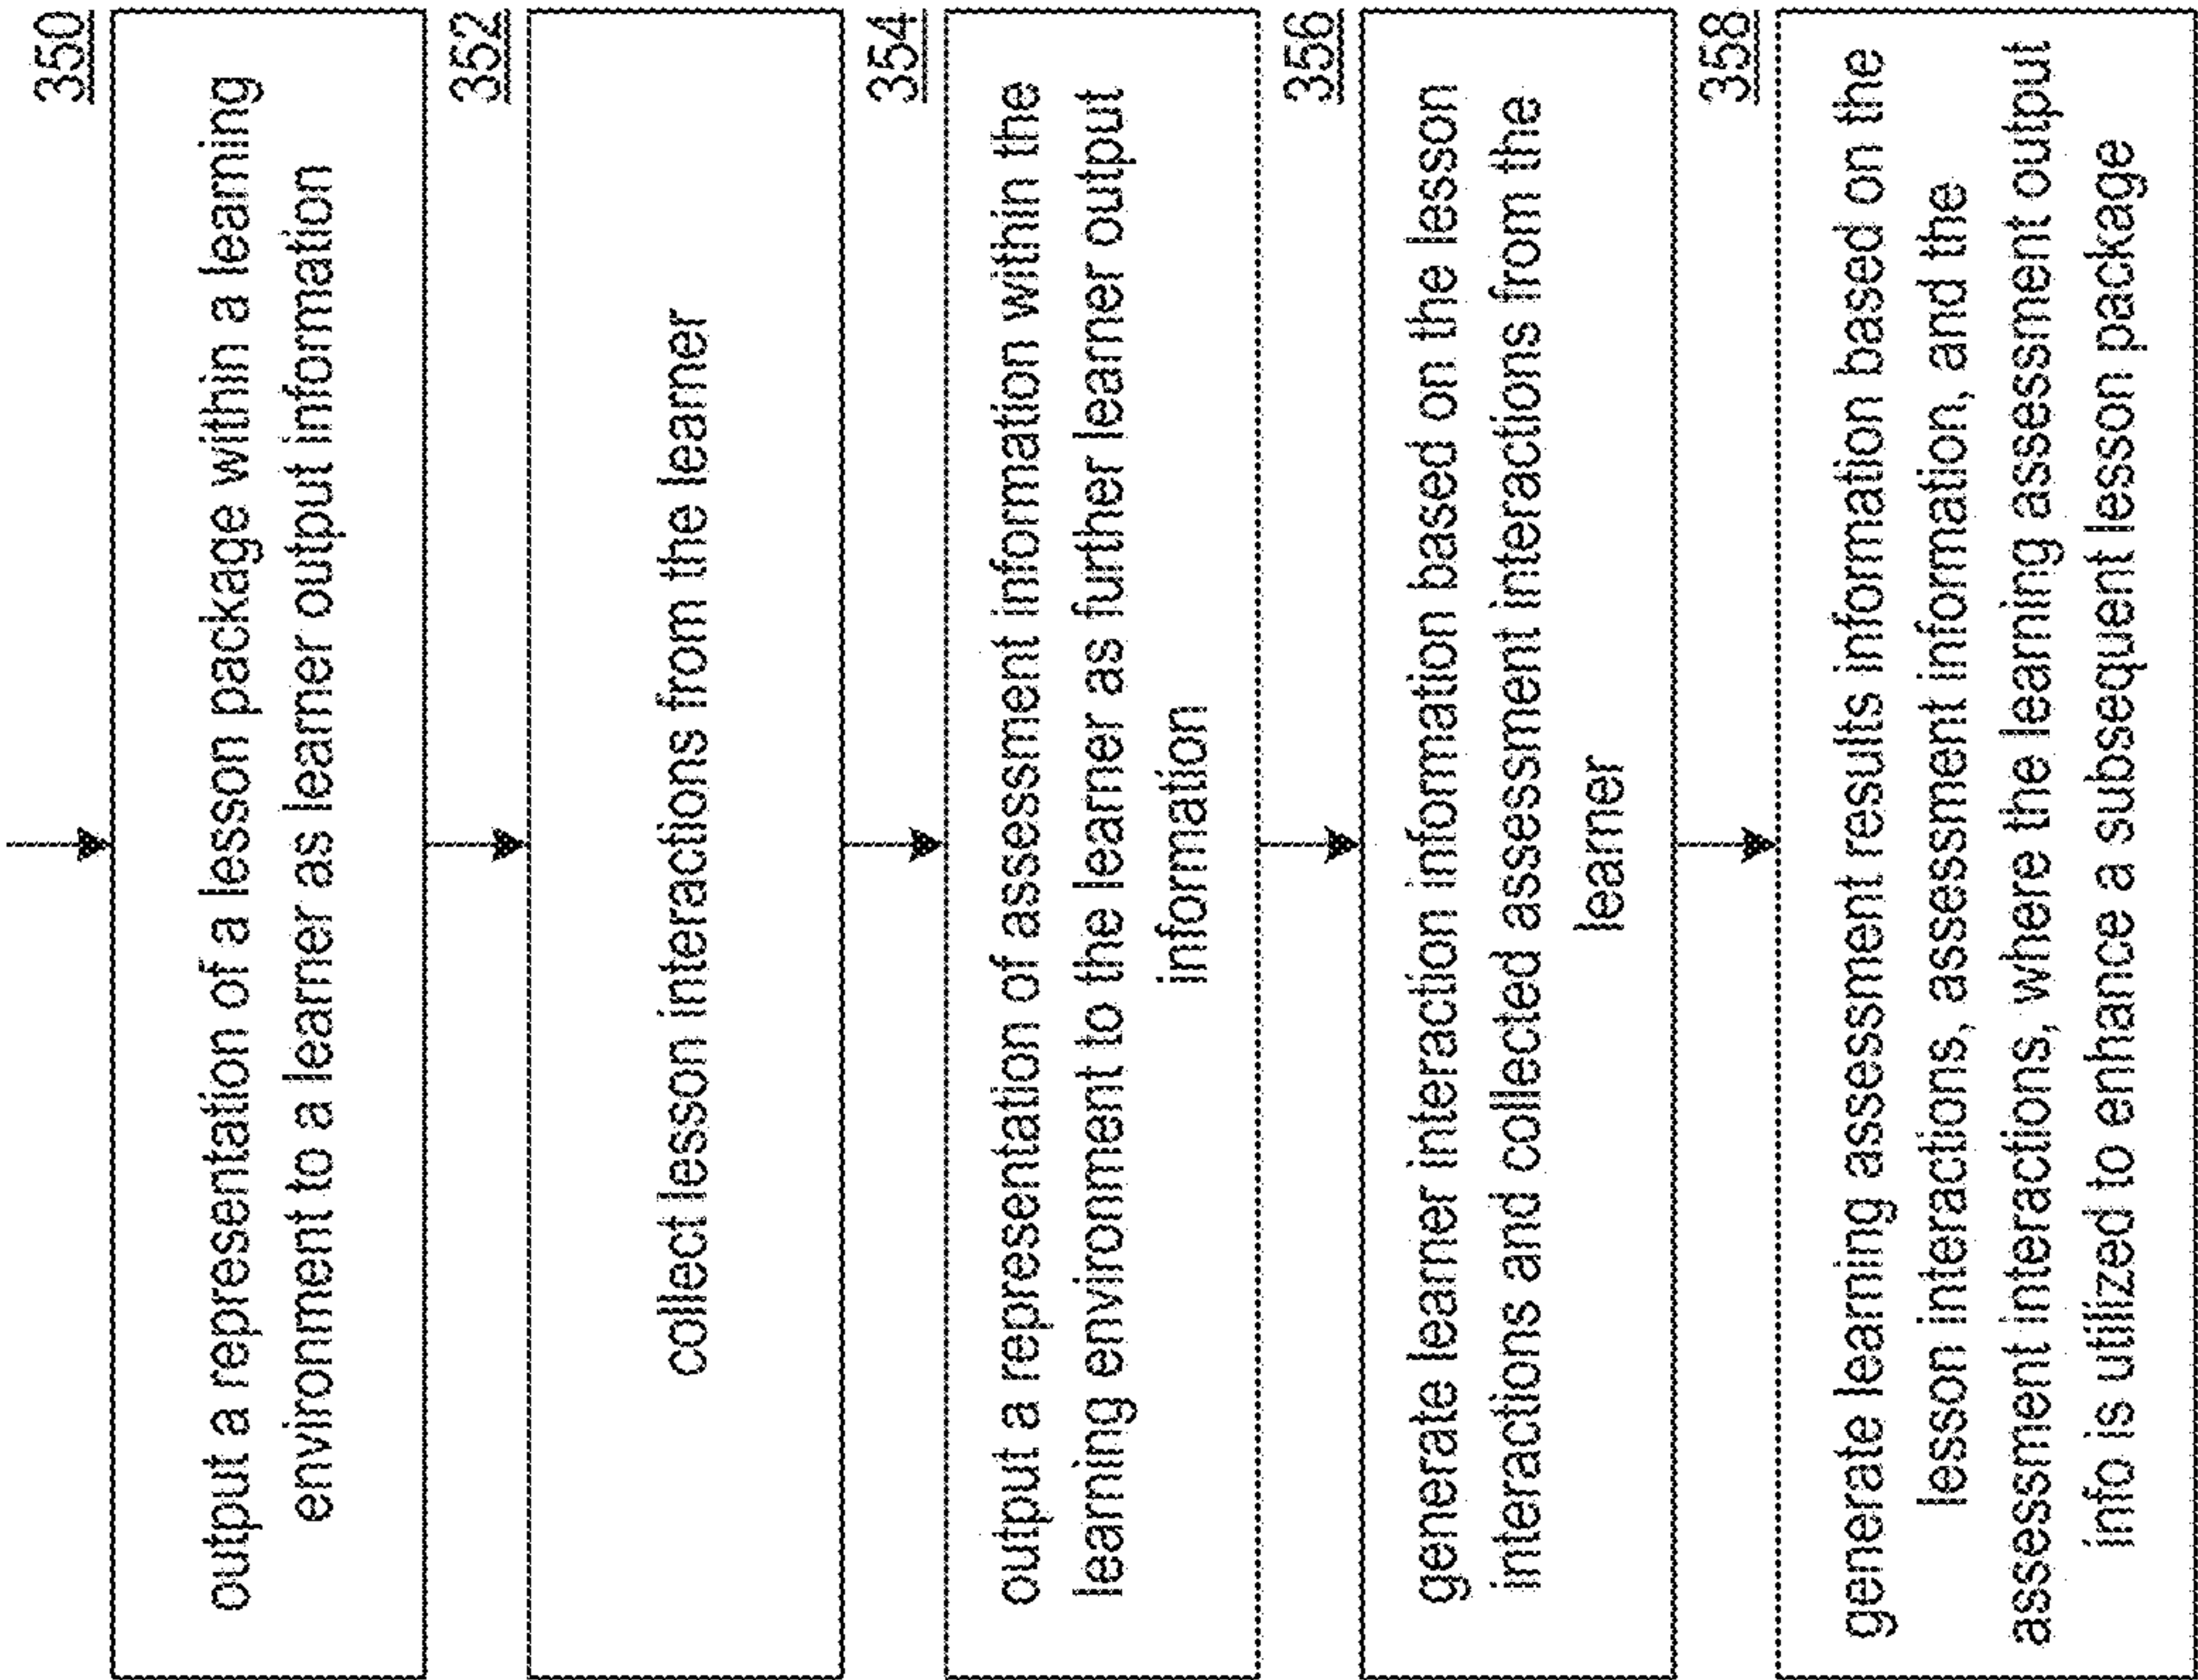 350
output a representation of a lesson package within a learning
environment to a learner as learner output information
352
collect lesson interactions from the learner
354
output a representation of assessment information within the
learning environment to the learner as further learner output
information
356
generate learner interaction information based on the lesson
interactions and collected assessment interactions from the
learner
358
generate learning assessment results information based on the
lesson interactions, assessment information, and the
assessment interactions, where the learning assessment output
info is utilized to enhance a subsequent lesson package